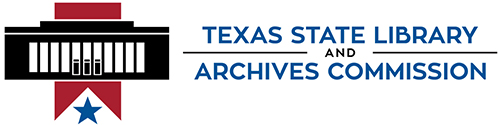 TEXAS STATE LIBRARY
AND
ARCHIVES COMMISSION